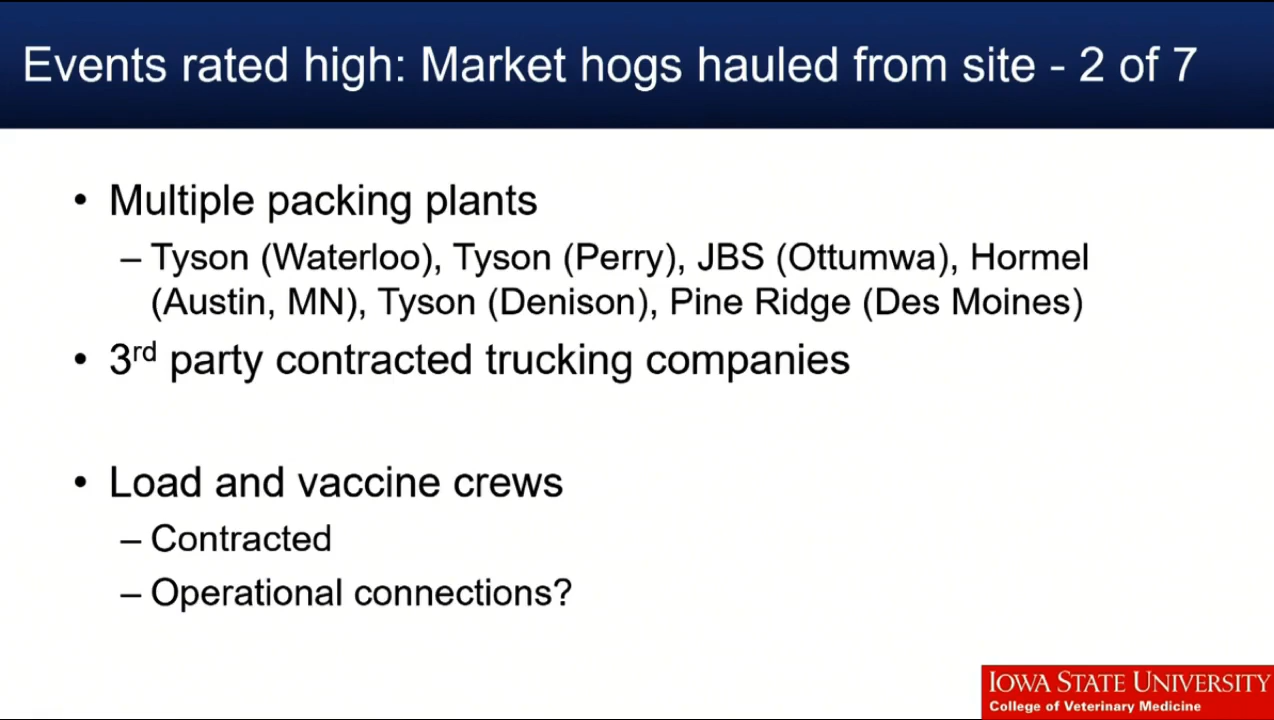 Events rated high: Market hogs hauled from site - 2 of 7
• Multiple packing plants
– Tyson (Waterloo), Tyson (Perry), JBS (Ottumwa), Hormel
(Austin, MN), Tyson (Denison), Pine Ridge (Des Moines)
• 3rd party contracted trucking companies
• Load and vaccine crews
– Contracted
– Operational connections?
IOWA STATE UNIVERSITY
College of Veterinary Medicine